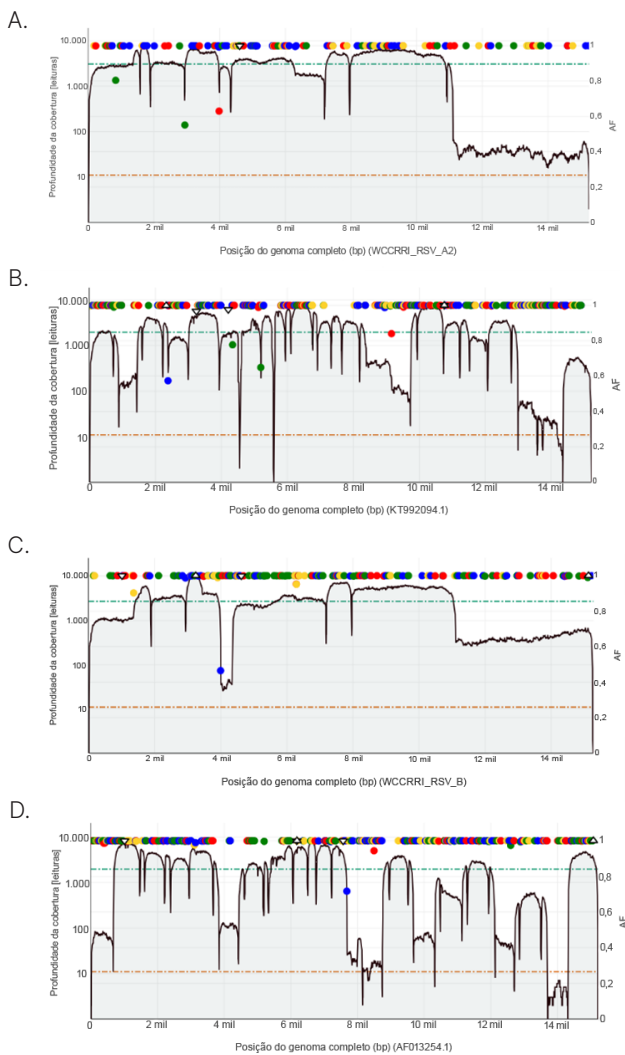 A.
10.000
1.000
100
10
Profundidade da cobertura [leituras]
1
0,8
0,6
0,4
0,2
0
AF
0 2 mil 4 mil 6 mil 8 mil 10 mil 12 mil 14 mil
Posição do genoma completo (bp) (WCCRRI_RSV_A2)
B.
10.000
1.000
100
10
Profundidade da cobertura [leituras]
1
0,8
0,6
0,4
0,2
0
AF
0 2 mil 4 mil 6 mil 8 mil 10 mil 12 mil 14 mil
Posição do genoma completo (bp) (KT992094.1)
C.
10.000
1.000
100
10
Profundidade da cobertura [leituras]
1
0,8
0,6
0,4
0,2
0
AF
0 2 mil 4 mil 6 mil 8 mil 10 mil 12 mil 14 mil
Posição do genoma completo (bp) (WCCRRI_RSV_B)
D.
10.000
1.000
100
10
Profundidade da cobertura [leituras]
1
0,8
0,6
0,4
0,2
0
AF
0 2 mil 4 mil 6 mil 8 mil 10 mil 12 mil 14 mil
Posição do genoma completo (bp) (AF013254.1)